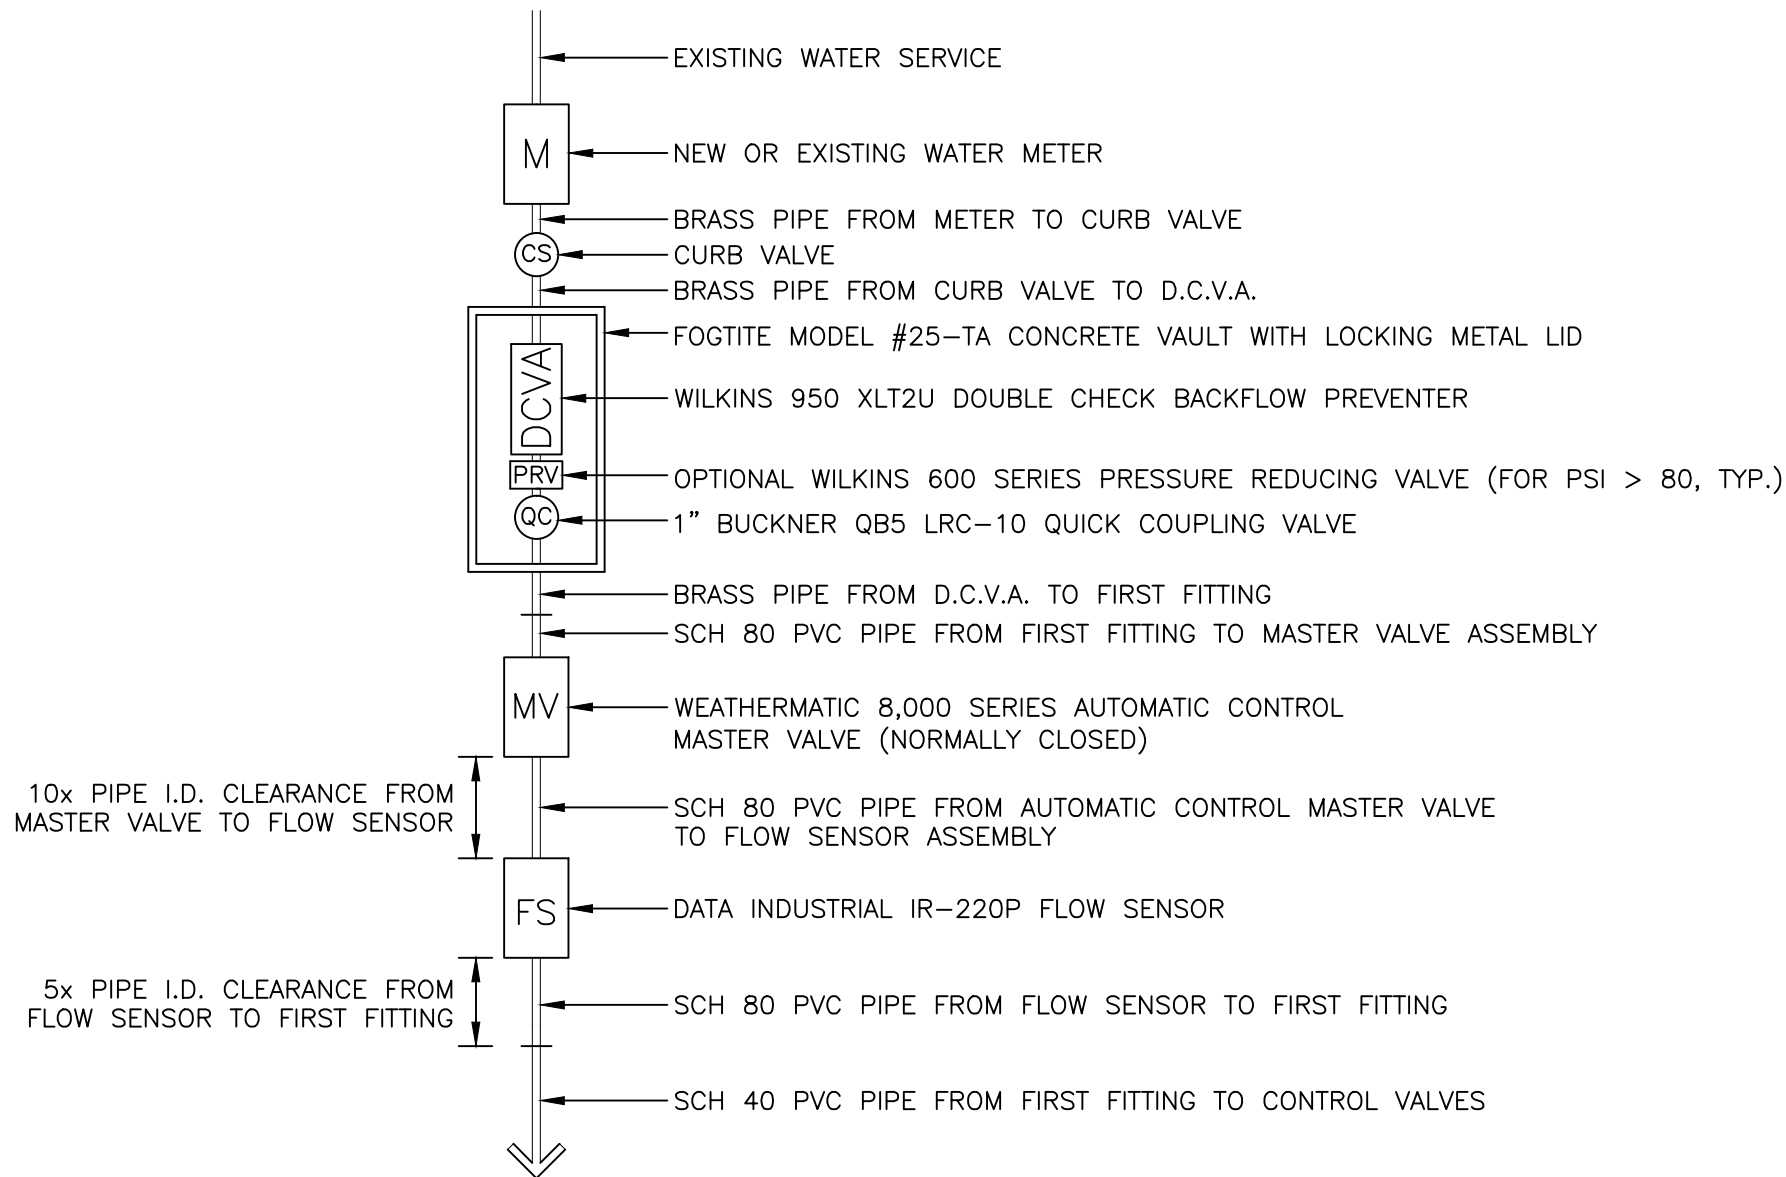 EXISTING WATER SERVICE
M
NEW OR EXISTING WATER METER
BRASS PIPE FROM METER TO CURB VALVE
CS
CURB VALVE
BRASS PIPE FROM CURB VALVE TO D.C.V.A.
FOGTITE MODEL #25-TA CONCRETE VAULT WITH LOCKING METAL LID
DCVA
WILKINS 950 XLT2U DOUBLE CHECK BACKFLOW PREVENTER
PRV
OPTIONAL WILKINS 600 SERIES PRESSURE REDUCING VALVE (FOR PSI > 80, TYP.)
QC
1" BUCKNER QB5 LRC-10 QUICK COUPLING VALVE
BRASS PIPE FROM D.C.V.A. TO FIRST FITTING
SCH 80 PVC PIPE FROM FIRST FITTING TO MASTER VALVE ASSEMBLY
MV
WEATHERMATIC 8,000 SERIES AUTOMATIC CONTROL
MASTER VALVE (NORMALLY CLOSED)
10x PIPE I.D. CLEARANCE FROM
MASTER VALVE TO FLOW SENSOR
SCH 80 PVC PIPE FROM AUTOMATIC CONTROL MASTER VALVE
TO FLOW SENSOR ASSEMBLY
FS
DATA INDUSTRIAL IR-220P FLOW SENSOR
5x PIPE I.D. CLEARANCE FROM
FLOW SENSOR TO FIRST FITTING
SCH 80 PVC PIPE FROM FLOW SENSOR TO FIRST FITTING
SCH 40 PVC PIPE FROM FIRST FITTING TO CONTROL VALVES